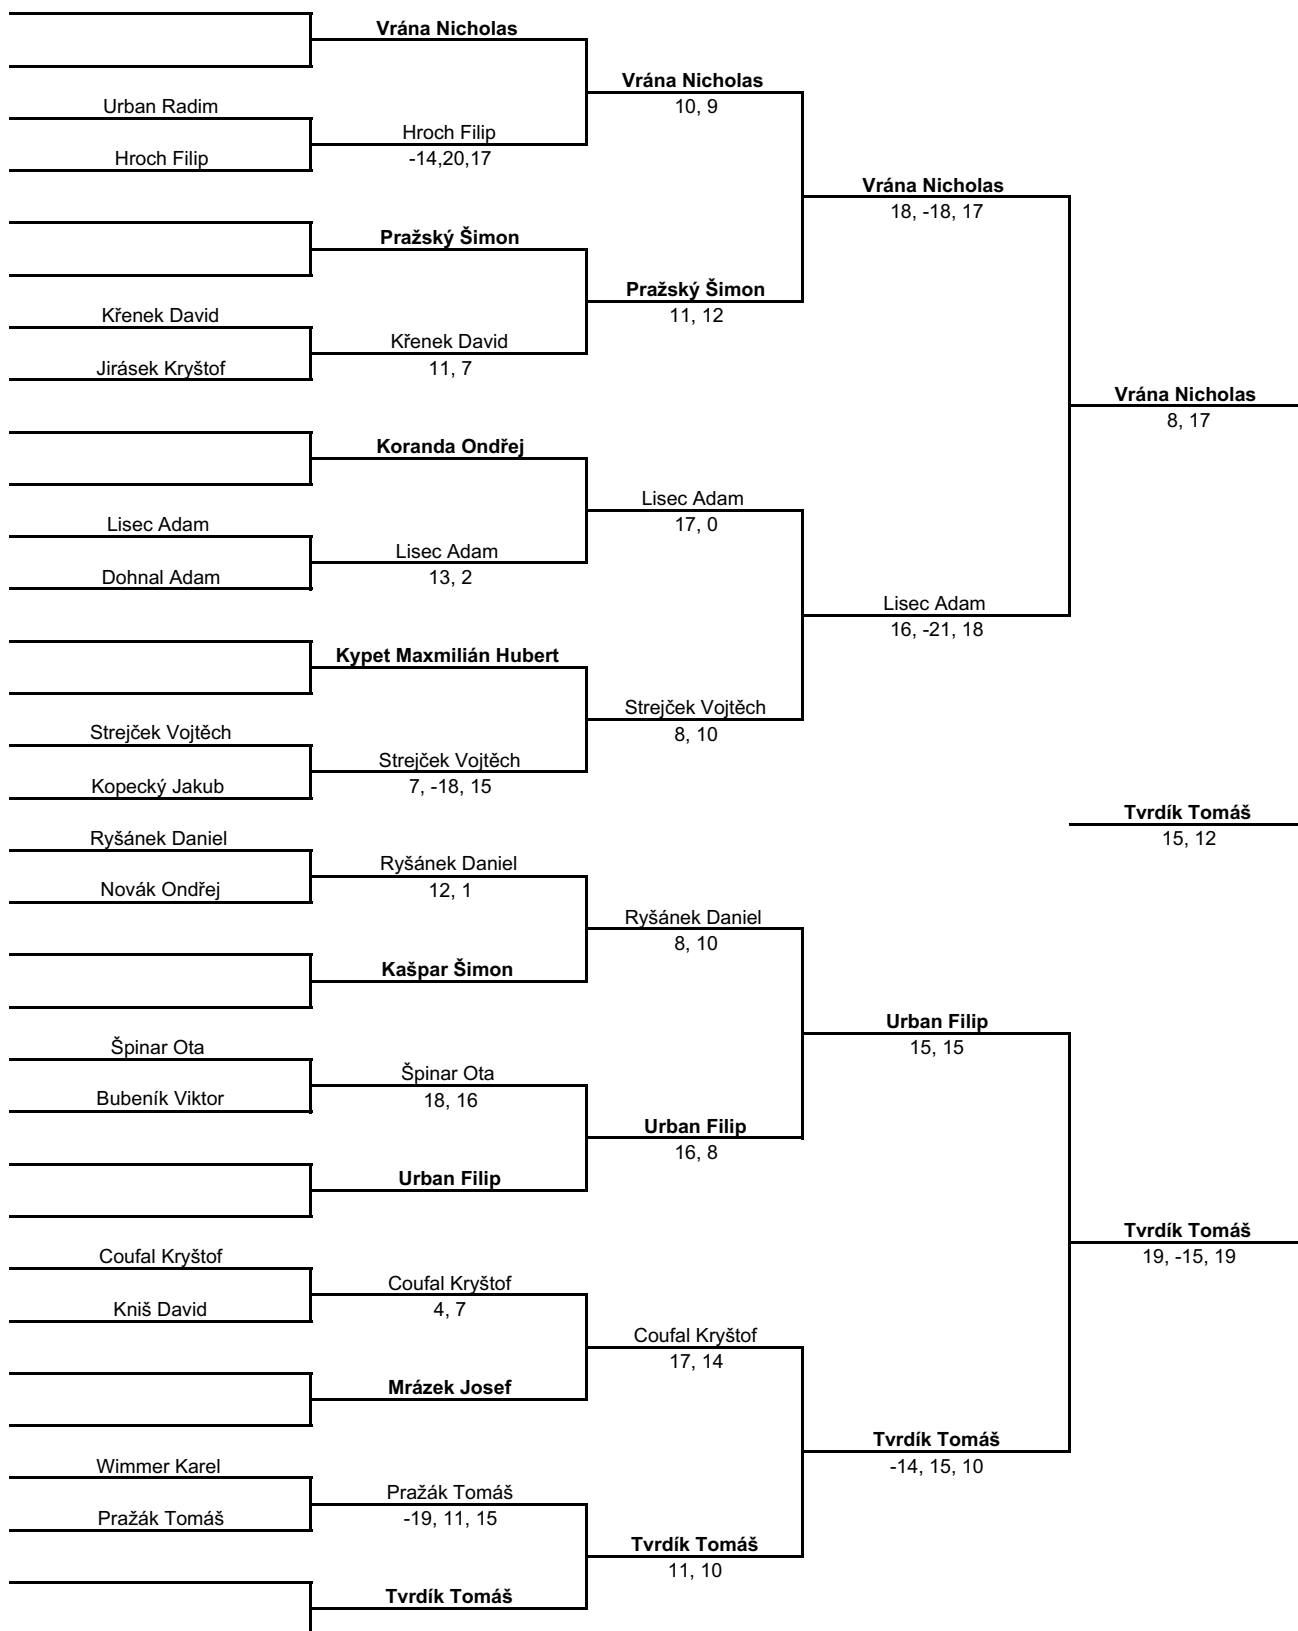 Vrána Nicholas
Vrána Nicholas
Urban Radim
10, 9
Hroch Filip
Hroch Filip
-14,20,17
Vrána Nicholas
18, -18, 17
Pražský Šimon
Pražský Šimon
Křenek David
11, 12
Křenek David
Jirásek Kryštof
11, 7
Vrána Nicholas
8, 17
Koranda Ondřej
Lisec Adam
Lisec Adam
17, 0
Lisec Adam
Dohnal Adam
13, 2
Lisec Adam
16, -21, 18
Kypet Maxmilián Hubert
Strejček Vojtěch
Strejček Vojtěch
8, 10
Strejček Vojtěch
Kopecký Jakub
7, -18, 15
Tvrdík Tomáš
15, 12
Ryšánek Daniel
Ryšánek Daniel
Novák Ondřej
12, 1
Ryšánek Daniel
8, 10
Kašpar Šimon
Urban Filip
15, 15
Špinar Ota
Špinar Ota
Bubeník Viktor
18, 16
Urban Filip
16, 8
Urban Filip
Tvrdík Tomáš
19, -15, 19
Coufal Kryštof
Coufal Kryštof
Kniš David
4, 7
Coufal Kryštof
17, 14
Mrázek Josef
Tvrdík Tomáš
-14, 15, 10
Wimmer Karel
Pražák Tomáš
Pražák Tomáš
-19, 11, 15
Tvrdík Tomáš
11, 10
Tvrdík Tomáš